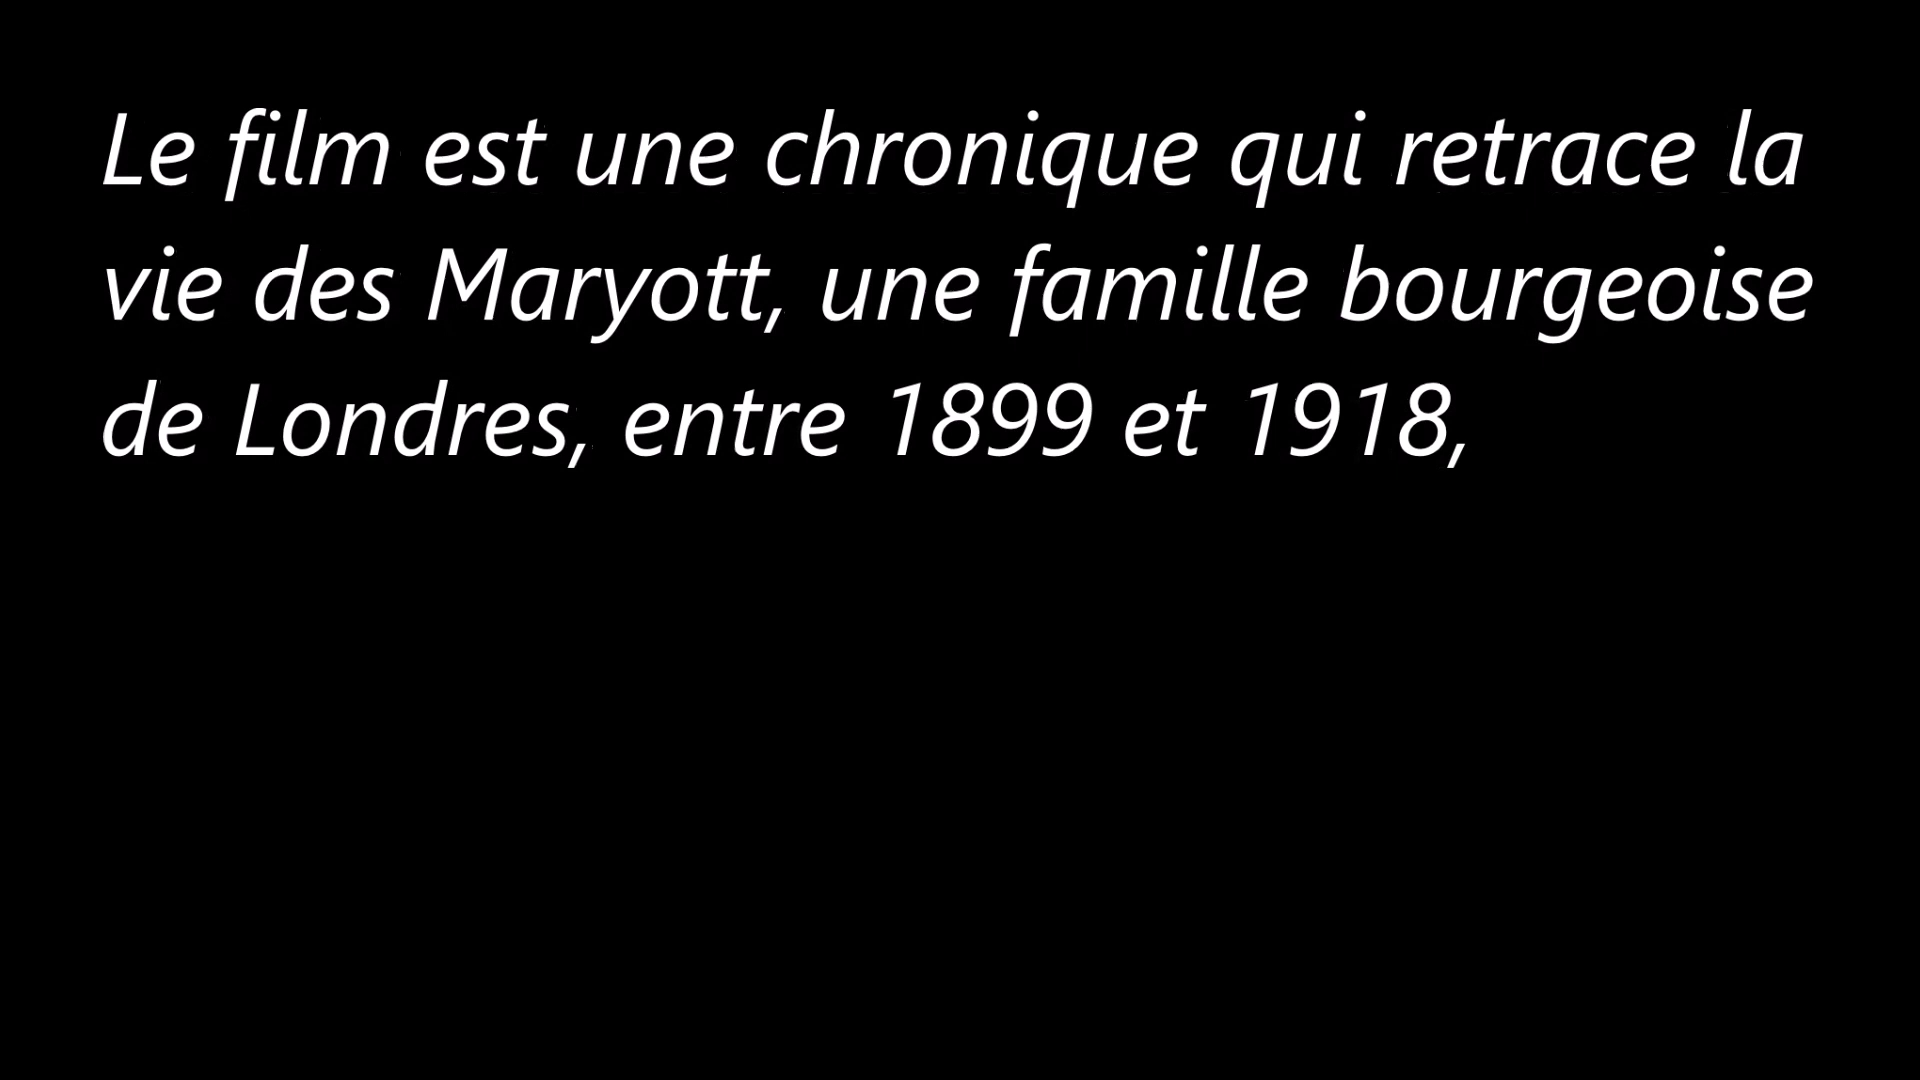 Le film est une chronique qui retrace la
vie des Maryott, une famille bourgeoise
de Londres, entre 1899 et 1918,